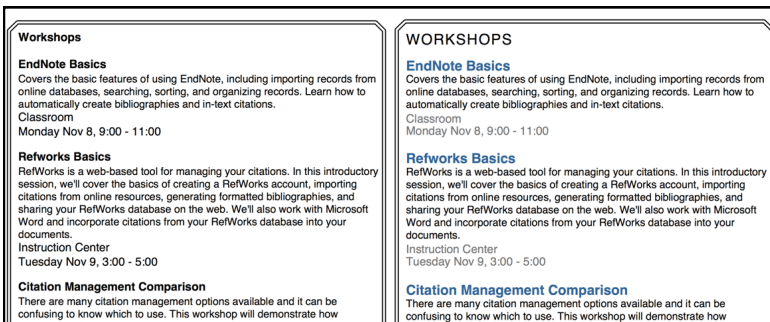 Workshops
EndNote Basics
Covers the basic features of using EndNote, including importing records from
online databases, searching, sorting, and organizing records. Learn how to
automatically create bibliographies and in-text citations.
Classroom
Monday Nov 8, 9:00 - 11:00
Refworks Basics
RefWorks is a web-based tool for managing your citations. In this introductory
session, we'll cover the basics of creating a RefWorks account, importing
citations from online resources, generating formatted bibliographies, and
sharing your RefWorks database on the web. We'll also work with Microsoft
Word and incorporate citations from your RefWorks database into your
documents.
Instruction Center
Tuesday Nov 9, 3:00 - 5:00
Citation Management Comparison
There are many citation management options available and it can be
confusing to know which to use. This workshop will demonstrate how
WORKSHOPS
EndNote Basics
Covers the basic features of using EndNote, including importing records from
online databases, searching, sorting, and organizing records. Learn how to
automatically create bibliographies and in-text citations.
Classroom
Monday Nov 8, 9:00 - 11:00
Refworks Basics
RefWorks is a web-based tool for managing your citations. In this introductory
session, we'll cover the basics of creating a RefWorks account, importing
citations from online resources, generating formatted bibliographies, and
sharing your RefWorks database on the web. We'll also work with Microsoft
Word and incorporate citations from your RefWorks database into your
documents.
Instruction Center
Tuesday Nov 9, 3:00 - 5:00
Citation Management Comparison
There are many citation management options available and it can be
confusing to know which to use. This workshop will demonstrate how